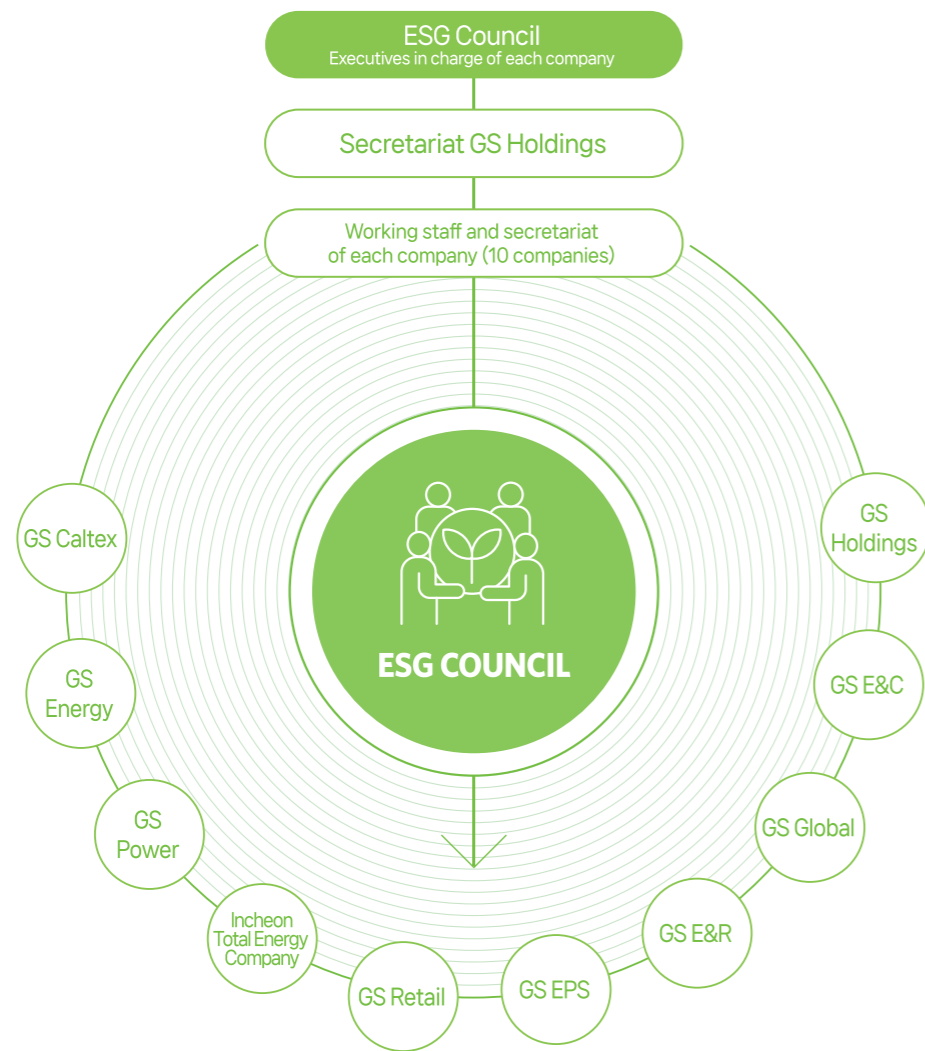 ESG Council
Executives in charge of each company
Secretariat GS Holdings
Working staff and secretariat
of each company (10 companies)
ESG COUNCIL
GS Caltex
GS
Energy
GS
Power
Incheon
Total Energy
Company
GS Retail
GS EPS
GS E&R
GS Global
GS E&C
GS
Holdings